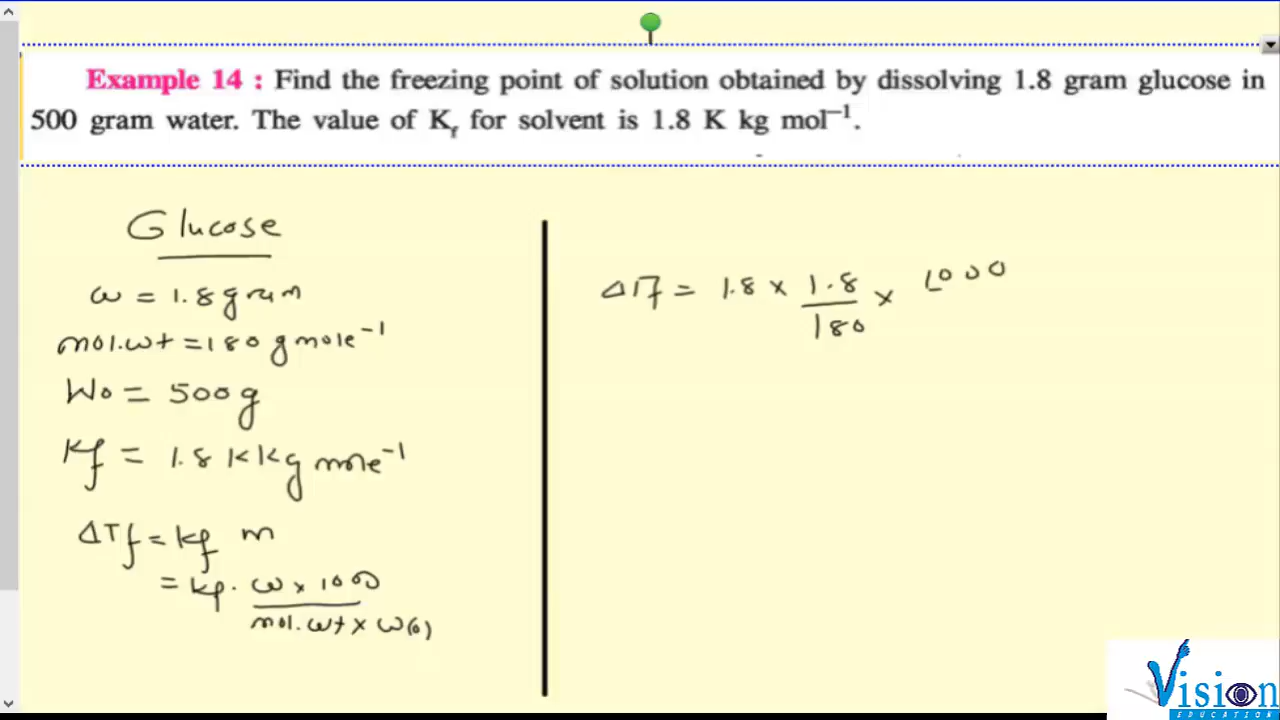 Example 14 : Find the freezing point of solution obtained by dissolving 1.8 gram glucose in
500 gram water. The value of Kf for solvent is 1.8 K kg mol⁻¹.
Glucose
w = 1.8 gram
mol.wt = 180 g mole⁻¹
Wo = 500 g
Kf = 1.8 K Kg mole⁻¹
ΔTf = Kf m
= Kf · w × 1000
mol. wt × w(o)
ΔTf = 1.8 × 1.8 × 1000
180
Vision
EDUCATION